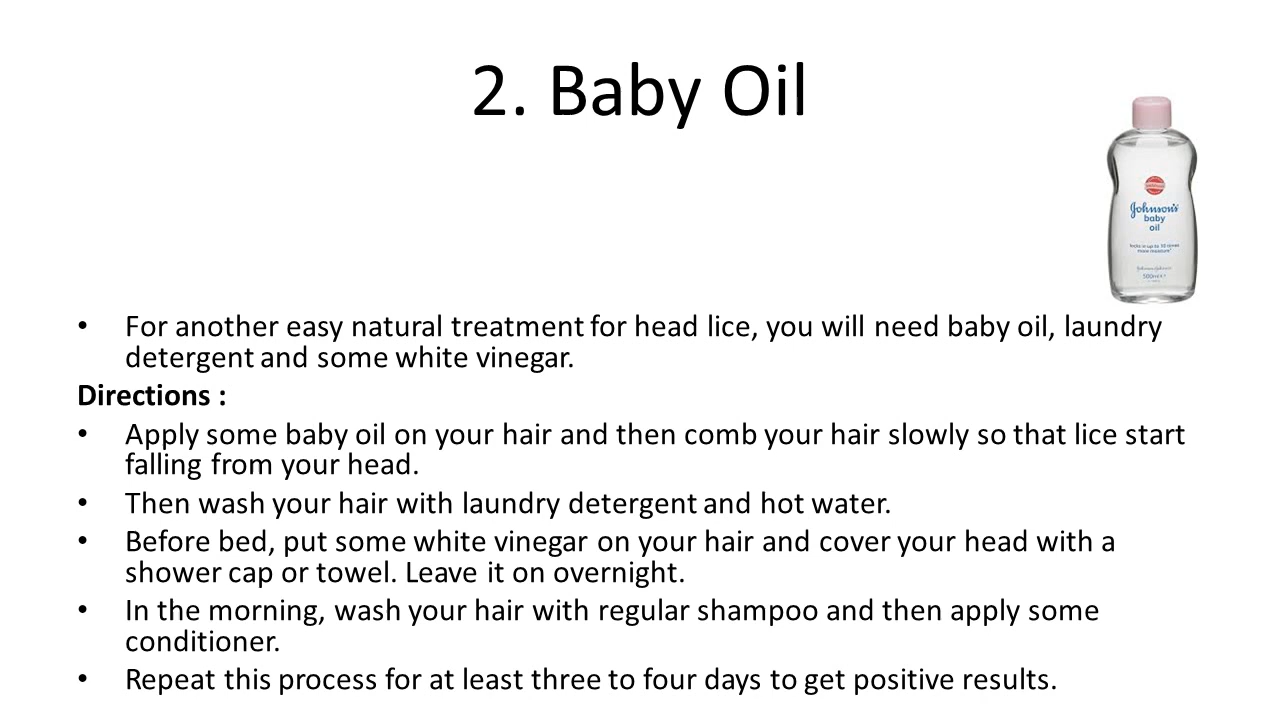 2. Baby Oil
Johnson's
baby
oil
• For another easy natural treatment for head lice, you will need baby oil, laundry
detergent and some white vinegar.
Directions :
• Apply some baby oil on your hair and then comb your hair slowly so that lice start
falling from your head.
• Then wash your hair with laundry detergent and hot water.
• Before bed, put some white vinegar on your hair and cover your head with a
shower cap or towel. Leave it on overnight.
• In the morning, wash your hair with regular shampoo and then apply some
conditioner.
• Repeat this process for at least three to four days to get positive results.